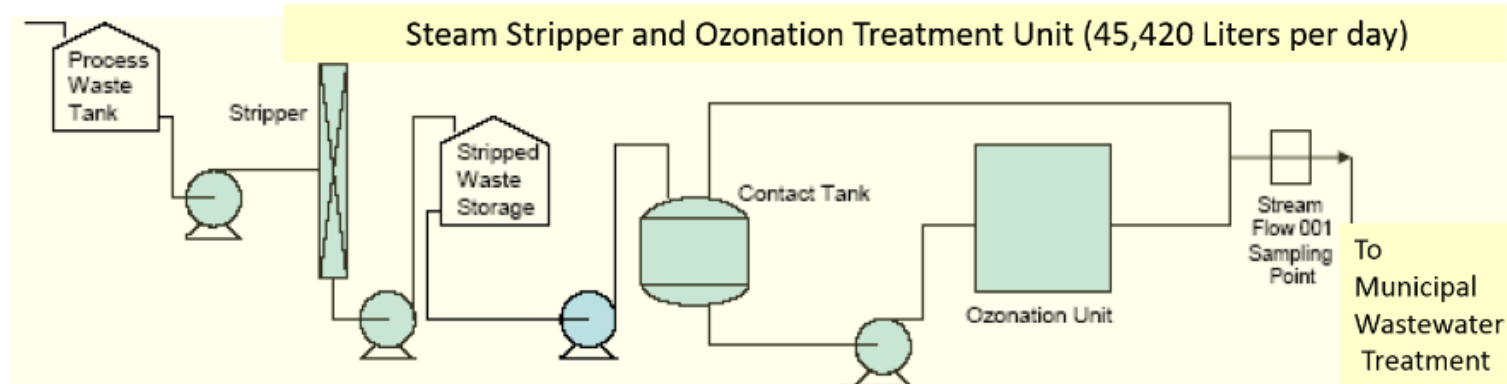 Steam Stripper and Ozonation Treatment Unit (45,420 Liters per day)
Process
Waste
Tank
Stripper
Stripped
Waste
Storage
Contact Tank
Ozonation Unit
Stream
Flow 001
Sampling
Point
To
Municipal
Wastewater
Treatment